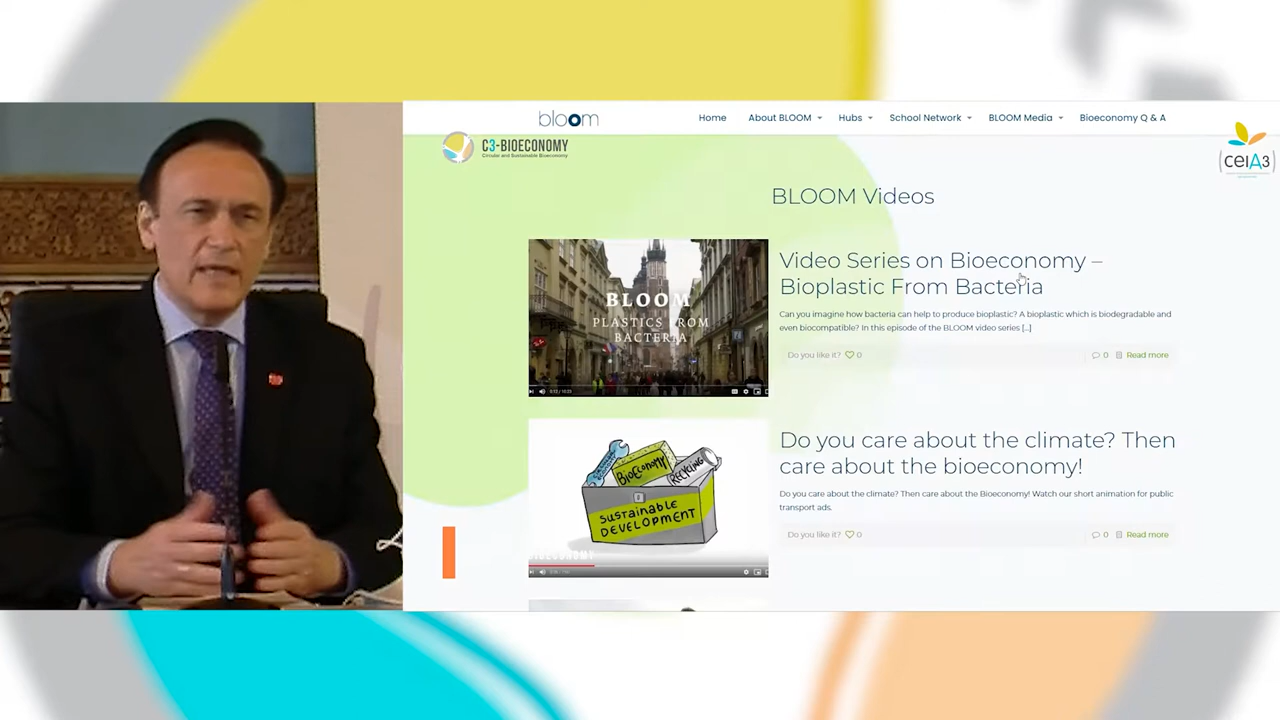 bloom
Home
About BLOOM
Hubs
School Network
BLOOM Media
Bioeconomy Q & A
C3-BIOECONOMY
Circular and Sustainable Bioeconomy
ceiA3
BLOOM Videos
BLOOM
PLASTICS FROM
BACTERIA
Video Series on Bioeconomy –
Bioplastic From Bacteria
Can you imagine how bacteria can help to produce bioplastic? A bioplastic which is biodegradable and
even biocompatible? In this episode of the BLOOM video series [...]
Do you like it? 0
0 Read more
BIOECONOMY
RECYCLING
SUSTAINABLE
DEVELOPMENT
BIOECONOMY
Do you care about the climate? Then
care about the bioeconomy!
Do you care about the climate? Then care about the Bioeconomy! Watch our short animation for public
transport ads.
Do you like it? 0
0 Read more